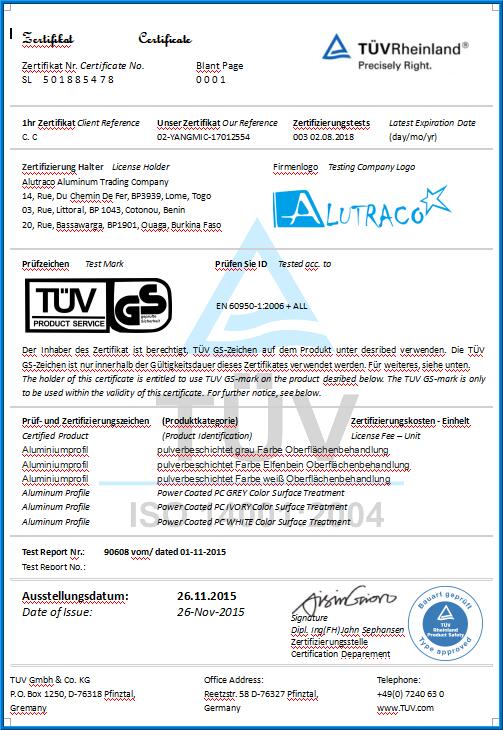 Zertifikat Certificate
TÜVRheinland®
Precisely Right.
Zertifikat Nr. Certificate No. Blant Page
SL 501885478 0001
1hr Zertifikat Client Reference Unser Zertifikat Our Reference Zertifizierungstests Latest Expiration Date
C. C 02-YANGMIC-17012554 003 02.08.2018 (day/mo/yr)
Zertifizierung Halter License Holder Firmenlogo Testing Company Logo
Alutraco Aluminum Trading Company
14, Rue, Du Chemin De Fer, BP3939, Lome, Togo
03, Rue, Littoral, BP 1043, Cotonou, Benin
20, Rue, Bassawarga, BP1901, Ouaga, Burkina Faso
ALUTRACO
Prüfzeichen Test Mark Prüfen Sie ID Tested acc. to
TÜV GS
PRODUCT SERVICE geprüfte Sicherheit
EN 60950-1:2006 + ALL
Der Inhaber des Zertifikat ist berechtigt, TÜV GS-Zeichen auf dem Produkt unter desribed verwenden. Die TÜV
GS-Zeichen ist nur innerhalb der Gültigkeitsdauer dieses Zertifikates verwendet werden. Für weiteres, siehe unten.
The holder of this certificate is entitled to use TUV GS-mark on the product desribed below. The TUV GS-mark is only
to be used within the validity of this certificate. For further notice, see below.
TÜV
Prüf- und Zertifizierungszeichen (Produktkategorie) Zertifizierungskosten - Einheit
Certified Product (Product Identification) License Fee – Unit
Aluminiumprofil pulverbeschichtet grau Farbe Oberflächenbehandlung
Aluminiumprofil pulverbeschichtet Farbe Elfenbein Oberflächenbehandlung
Aluminiumprofil pulverbeschichtet Farbe weiß Oberflächenbehandlung
Aluminum Profile Power Coated PC GREY Color Surface Treatment
Aluminum Profile Power Coated PC IVORY Color Surface Treatment
Aluminum Profile Power Coated PC WHITE Color Surface Treatment
ISO 14001:2004
Test Report Nr.: 90608 vom/ dated 01-11-2015
Test Report No.:
Ausstellungsdatum: 26.11.2015
Date of Issue: 26-Nov-2015
Signature
Dipl. Ing(FH)Jahn Sephansen
Zertifizierungsstelle
Certification Deparement
Bauart geprüft
TÜV
Rheinland
Product Safety
Type approved
TUV Gmbh & Co. KG Office Address: Telephone:
P.O. Box 1250, D-76318 Pfinztal, Reetzstr. 58 D-76327 Pfinztal, +49(0) 7240 63 0
Gremany Germany www.TUV.com